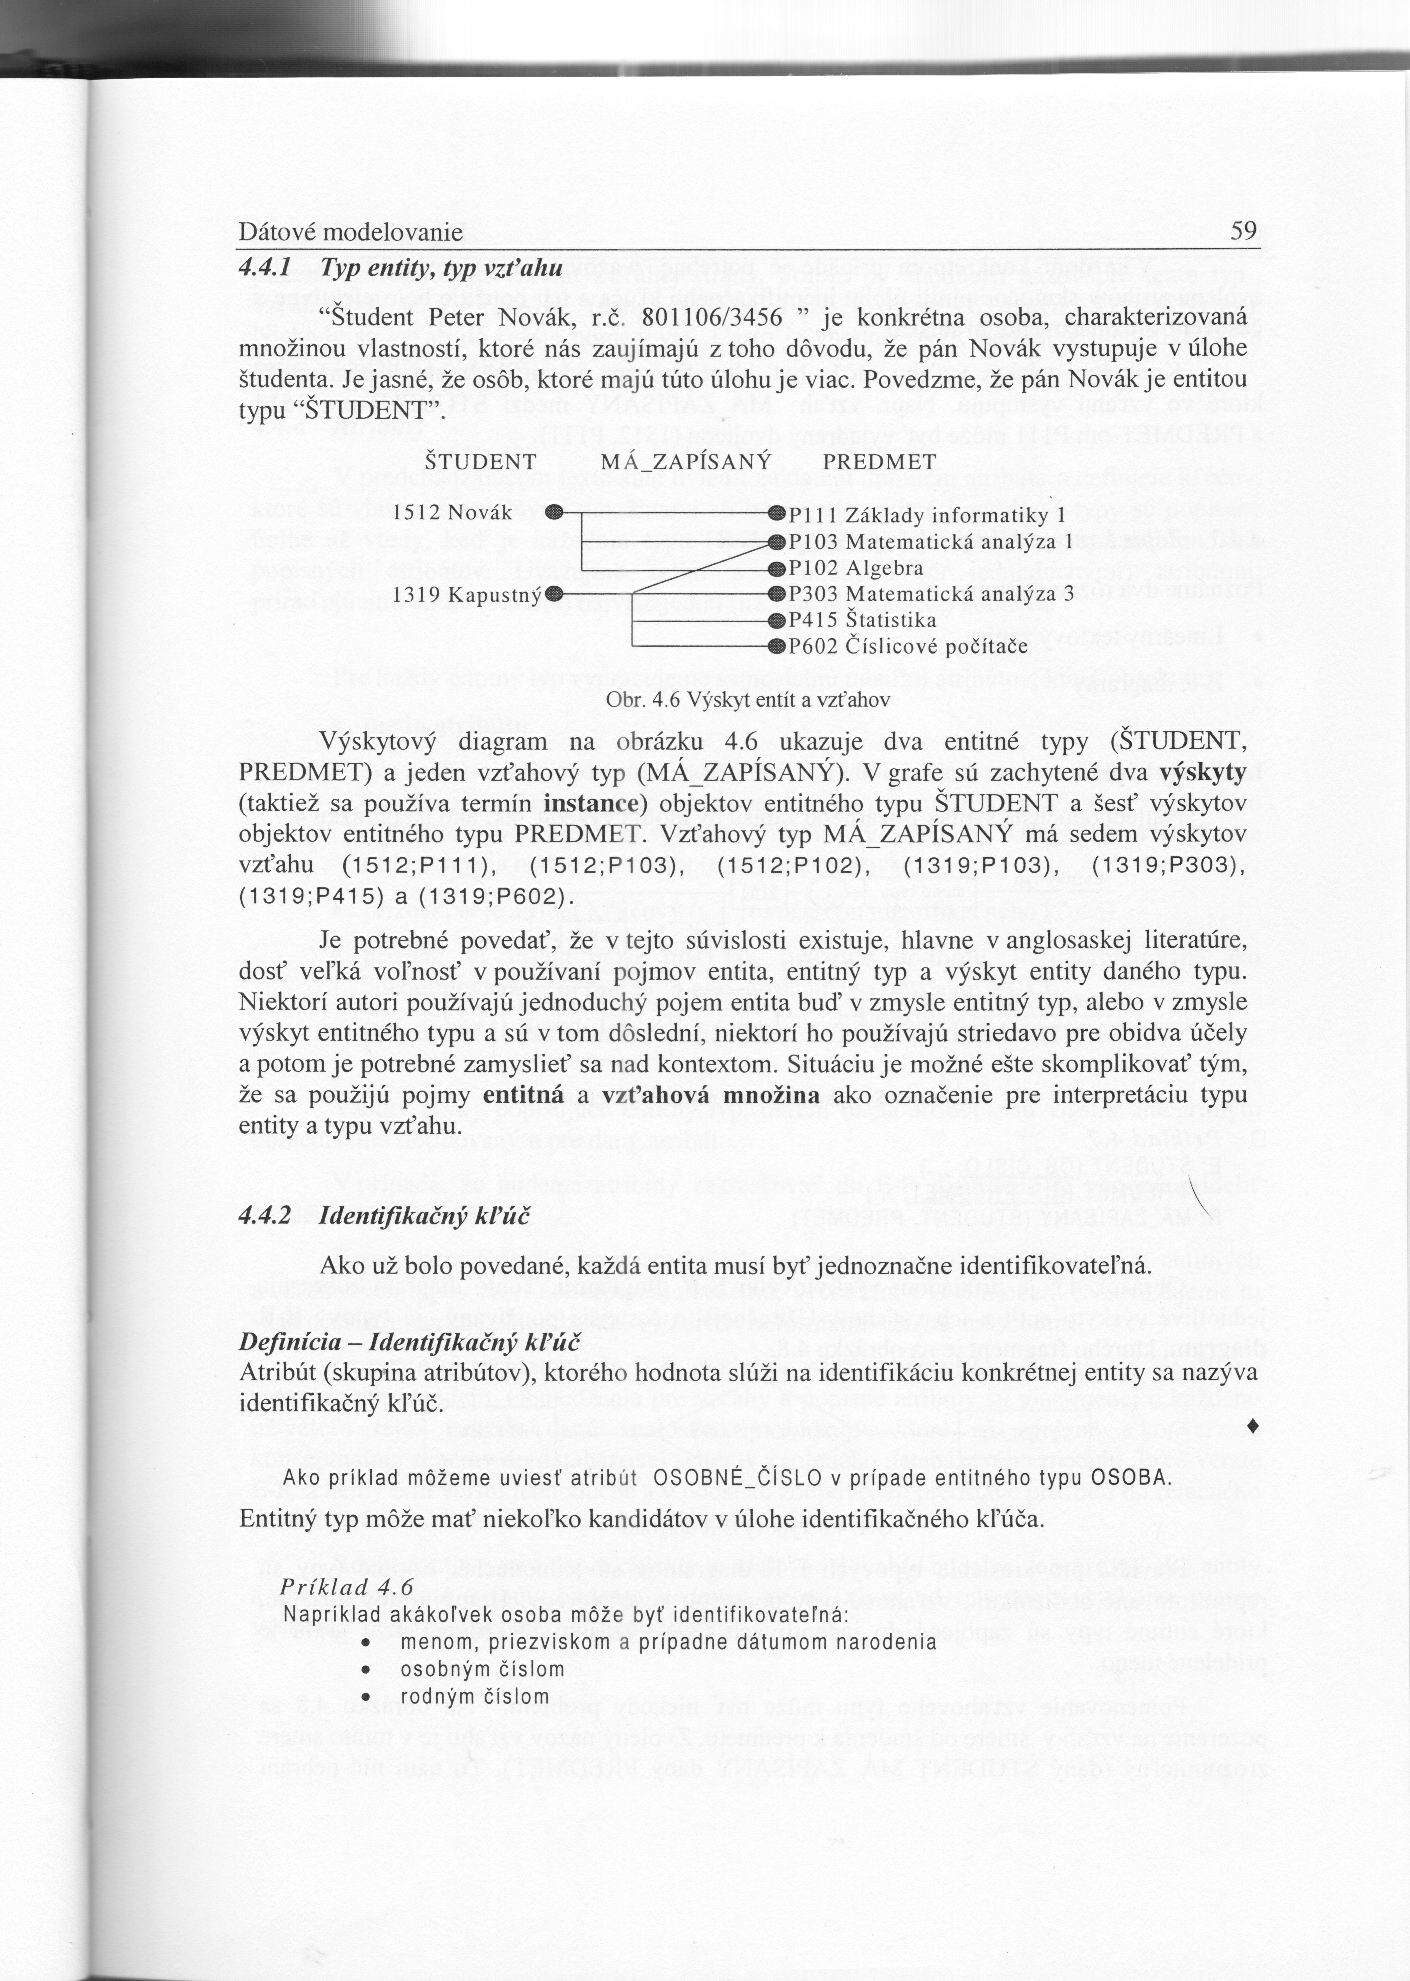 Dátové modelovanie 59
4.4.1 Typ entity, typ vzťahu
“Študent Peter Novák, r.č. 801106/3456 ” je konkrétna osoba, charakterizovaná
množinou vlastností, ktoré nás zaujímajú z toho dôvodu, že pán Novák vystupuje v úlohe
študenta. Je jasné, že osôb, ktoré majú túto úlohu je viac. Povedzme, že pán Novák je entitou
typu “ŠTUDENT”.
ŠTUDENT MÁ_ZAPÍSANÝ PREDMET
1512 Novák P111 Základy informatiky 1
P103 Matematická analýza 1
P102 Algebra
1319 Kapustný P303 Matematická analýza 3
P415 Štatistika
P602 Číslicové počítače
Obr. 4.6 Výskyt entít a vzťahov
Výskytový diagram na obrázku 4.6 ukazuje dva entitné typy (ŠTUDENT,
PREDMET) a jeden vzťahový typ (MÁ_ZAPÍSANÝ). V grafe sú zachytené dva výskyty
(taktiež sa používa termín instance) objektov entitného typu ŠTUDENT a šesť výskytov
objektov entitného typu PREDMET. Vzťahový typ MÁ_ZAPÍSANÝ má sedem výskytov
vzťahu (1512;P111), (1512;P103), (1512;P102), (1319;P103), (1319;P303),
(1319;P415) a (1319;P602).
Je potrebné povedať, že v tejto súvislosti existuje, hlavne v anglosaskej literatúre,
dosť veľká voľnosť v používaní pojmov entita, entitný typ a výskyt entity daného typu.
Niektorí autori používajú jednoduchý pojem entita buď v zmysle entitný typ, alebo v zmysle
výskyt entitného typu a sú v tom dôslední, niektorí ho používajú striedavo pre obidva účely
a potom je potrebné zamyslieť sa nad kontextom. Situáciu je možné ešte skomplikovať tým,
že sa použijú pojmy entitná a vzťahová množina ako označenie pre interpretáciu typu
entity a typu vzťahu.
4.4.2 Identifikačný kľúč
Ako už bolo povedané, každá entita musí byť jednoznačne identifikovateľná.
Definícia – Identifikačný kľúč
Atribút (skupina atribútov), ktorého hodnota slúži na identifikáciu konkrétnej entity sa nazýva
identifikačný kľúč.
Ako príklad môžeme uviesť atribút OSOBNÉ_ČÍSLO v prípade entitného typu OSOBA.
Entitný typ môže mať niekoľko kandidátov v úlohe identifikačného kľúča.
Príklad 4.6
Napríklad akákoľvek osoba môže byť identifikovateľná:
• menom, priezviskom a prípadne dátumom narodenia
• osobným číslom
• rodným číslom